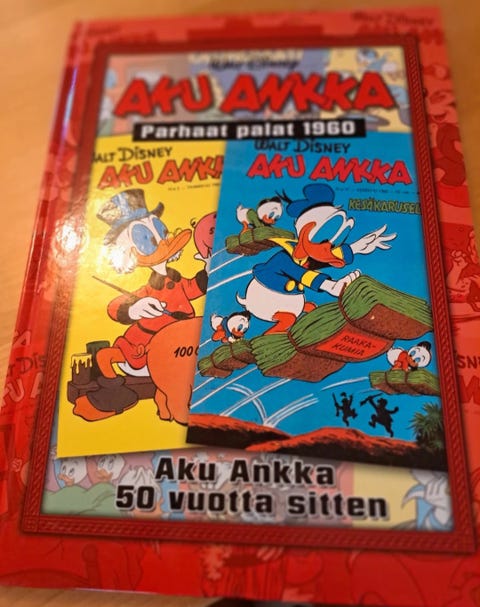 Walt Disney
AKU ANKKA
Parhaat palat 1960
WALT DISNEY
AKU ANKKA
WALT DISNEY
AKU ANKKA
KESÄKARUSEL
100
RAAKA-
KUMIA
Aku Ankka
50 vuotta sitten